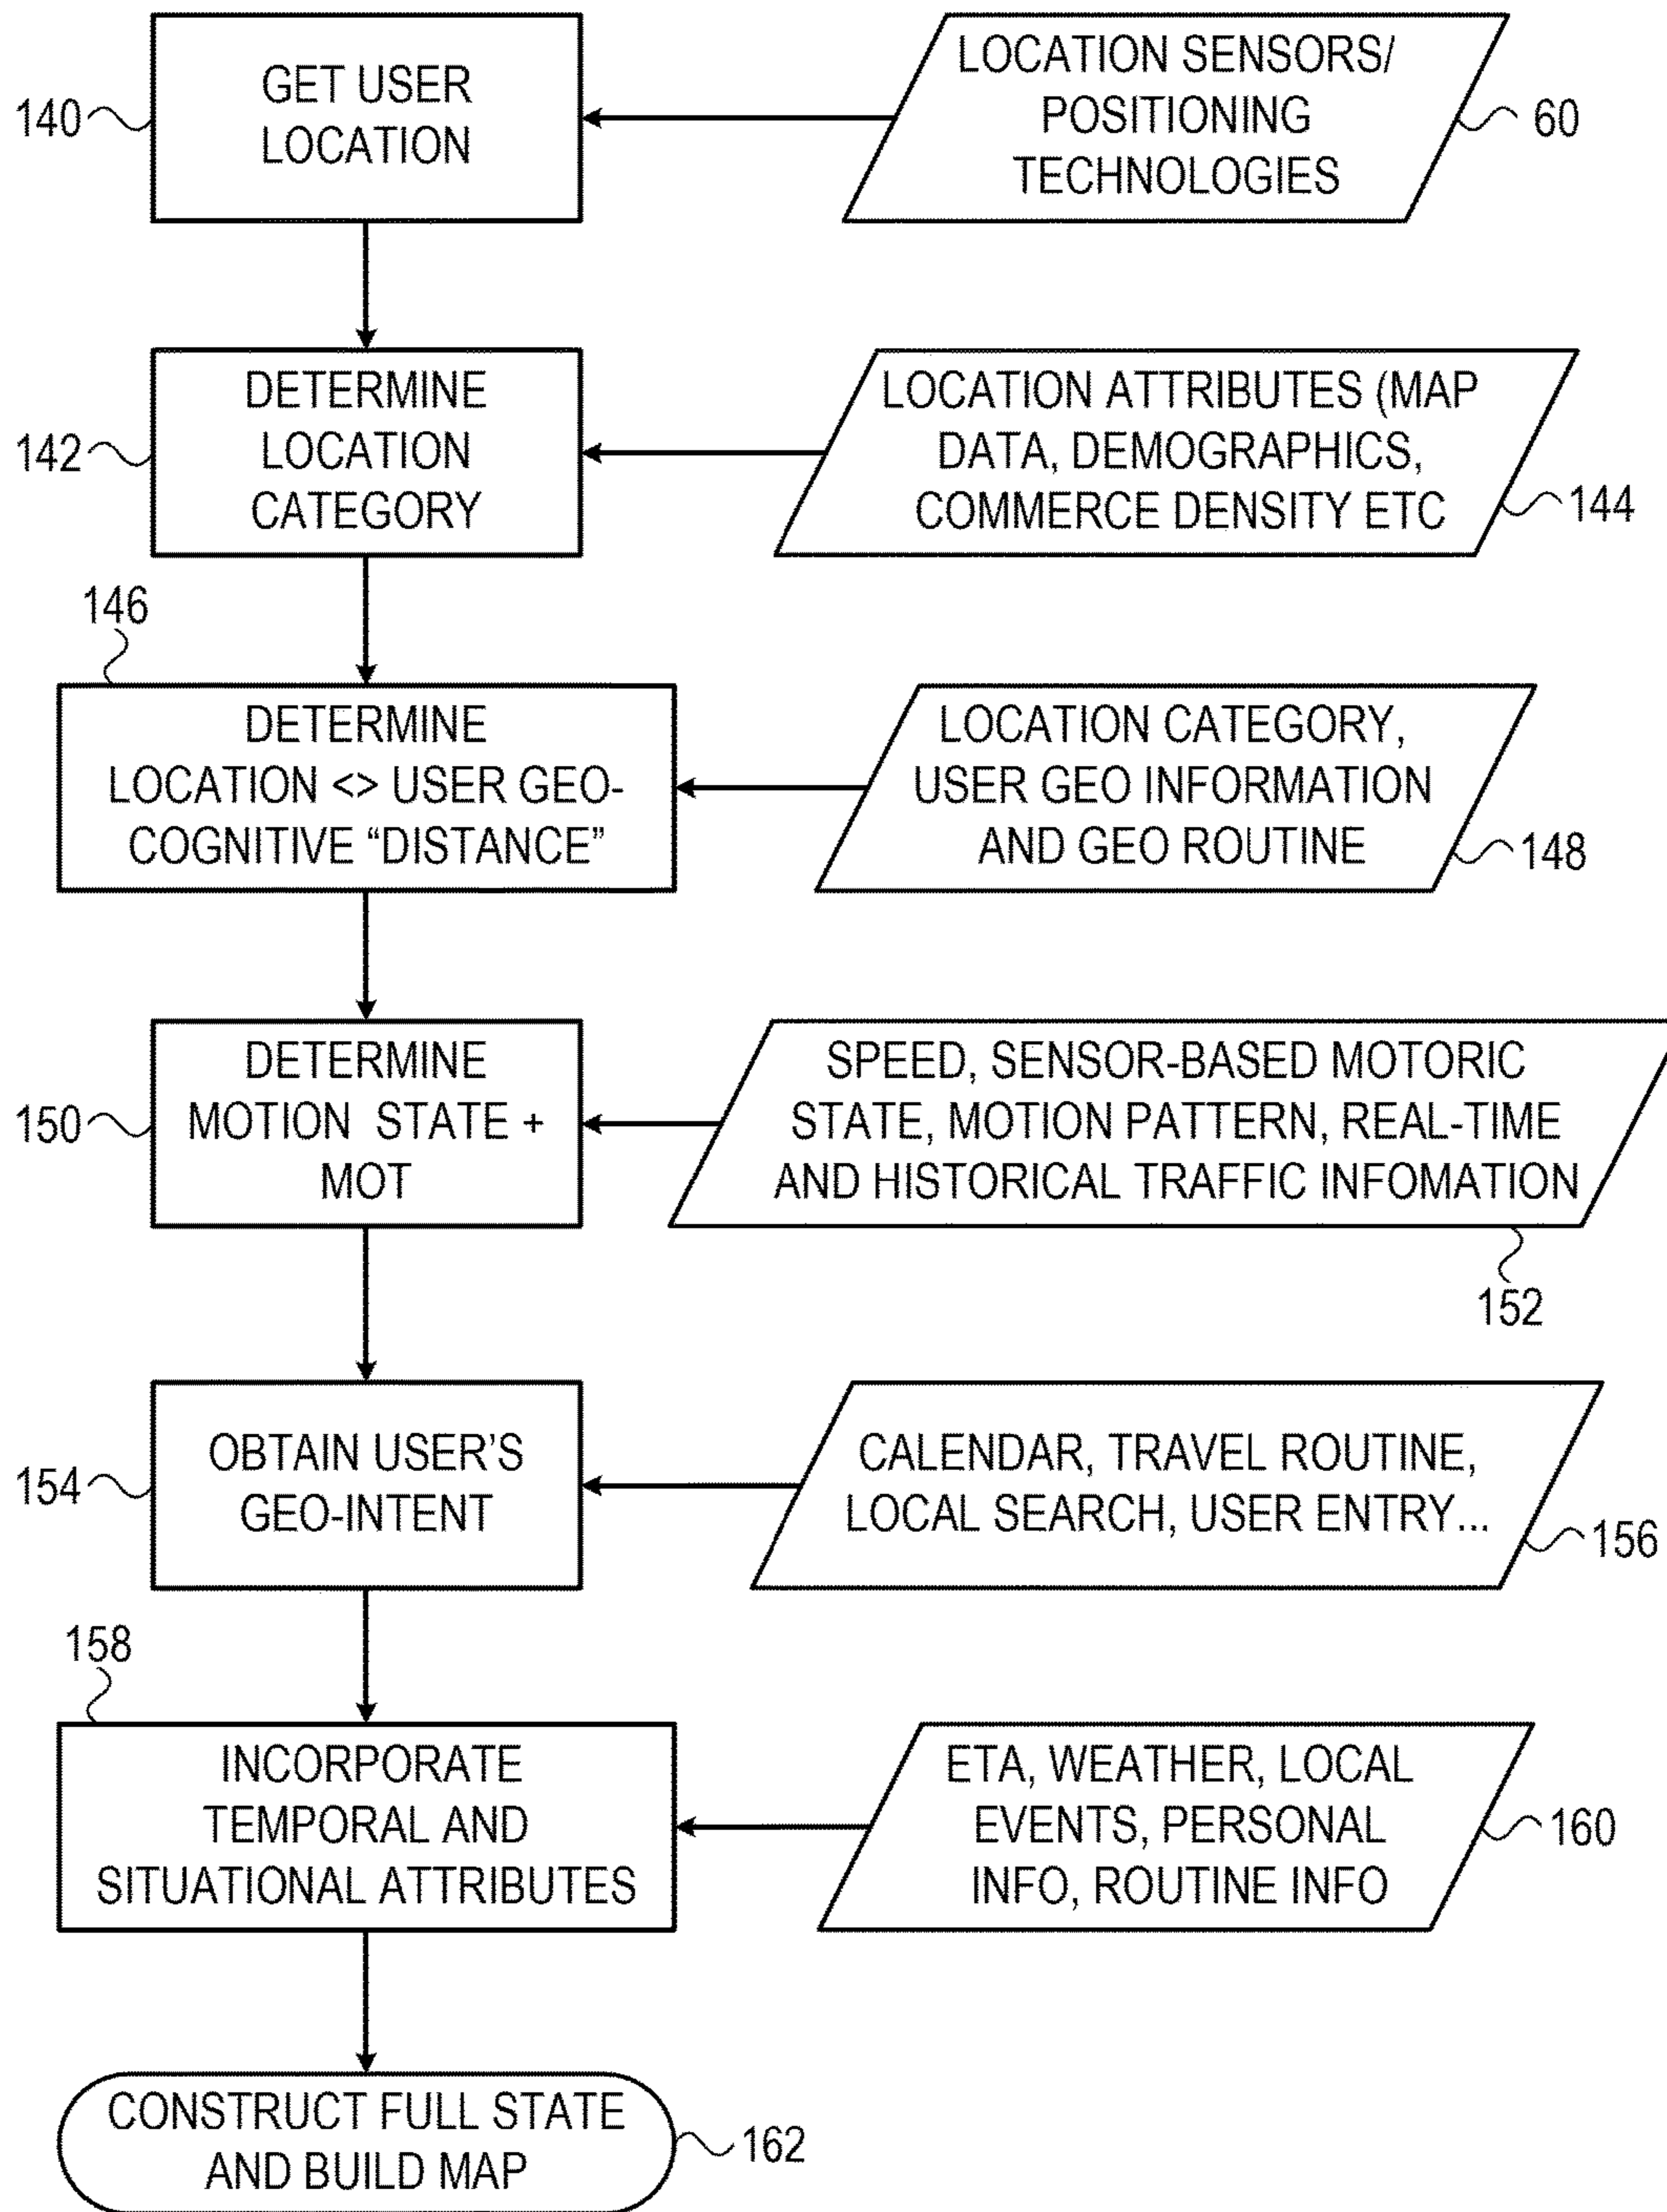 GET USER
LOCATION
140
LOCATION SENSORS/
POSITIONING
TECHNOLOGIES
60
DETERMINE
LOCATION
CATEGORY
142
LOCATION ATTRIBUTES (MAP
DATA, DEMOGRAPHICS,
COMMERCE DENSITY ETC
144
146
DETERMINE
LOCATION <> USER GEO-
COGNITIVE “DISTANCE”
LOCATION CATEGORY,
USER GEO INFORMATION
AND GEO ROUTINE
148
DETERMINE
MOTION STATE +
MOT
150
SPEED, SENSOR-BASED MOTORIC
STATE, MOTION PATTERN, REAL-TIME
AND HISTORICAL TRAFFIC INFOMATION
152
OBTAIN USER’S
GEO-INTENT
154
CALENDAR, TRAVEL ROUTINE,
LOCAL SEARCH, USER ENTRY...
156
158
INCORPORATE
TEMPORAL AND
SITUATIONAL ATTRIBUTES
ETA, WEATHER, LOCAL
EVENTS, PERSONAL
INFO, ROUTINE INFO
160
CONSTRUCT FULL STATE
AND BUILD MAP
162